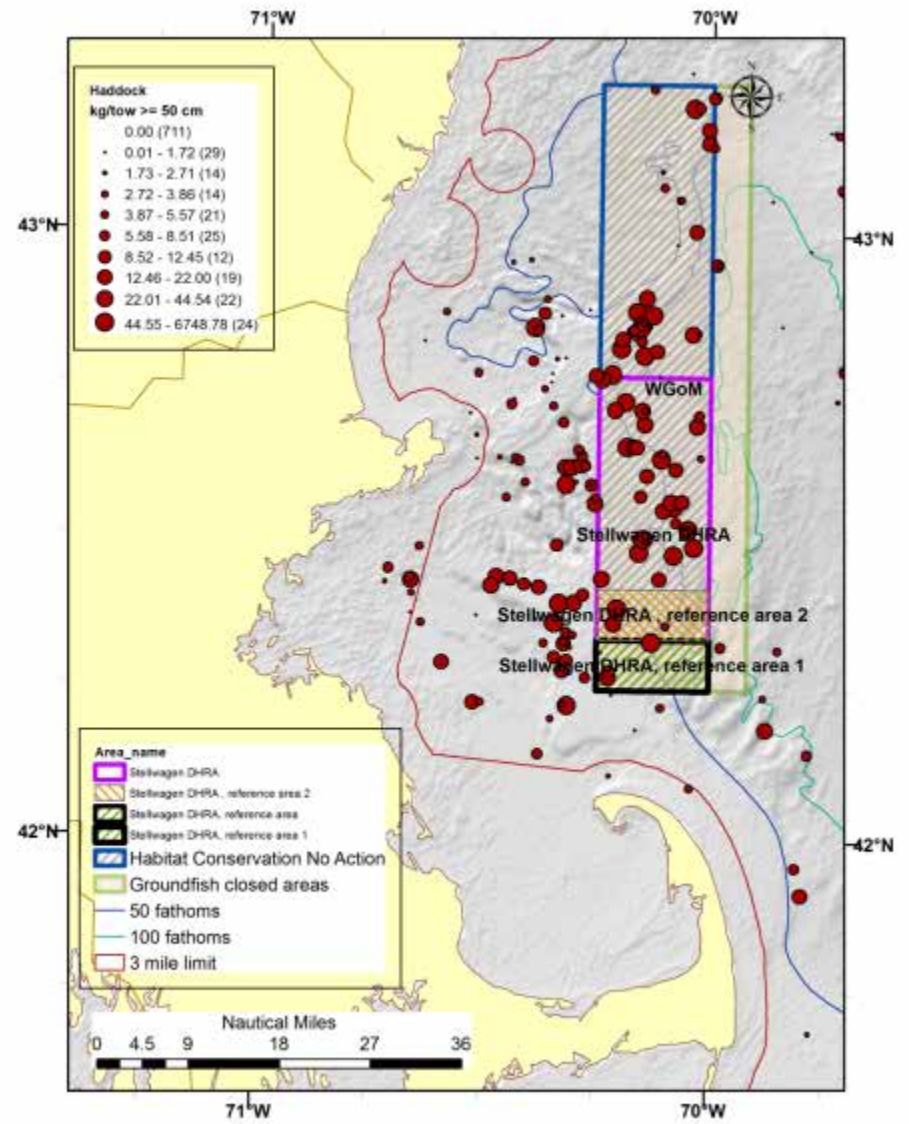 71°W 70°W
Haddock
kg/tow >= 50 cm
0.00 (711)
0.01 - 1.72 (29)
1.73 - 2.71 (14)
2.72 - 3.86 (14)
3.87 - 5.57 (21)
5.58 - 8.51 (25)
8.52 - 12.45 (12)
12.46 - 22.00 (19)
22.01 - 44.54 (22)
44.55 - 6748.78 (24)
43°N 43°N
WGoM
Stellwagen DHRA
Stellwagen DHRA , reference area 2
Stellwagen DHRA, reference area 1
Area_name
Stellwagen DHRA
Stellwagen DHRA , reference area 2
Stellwagen DHRA, reference area
Stellwagen DHRA, reference area 1
Habitat Conservation No Action
Groundfish closed areas
50 fathoms
100 fathoms
3 mile limit
42°N 42°N
Nautical Miles
0 4.5 9 18 27 36
71°W 70°W